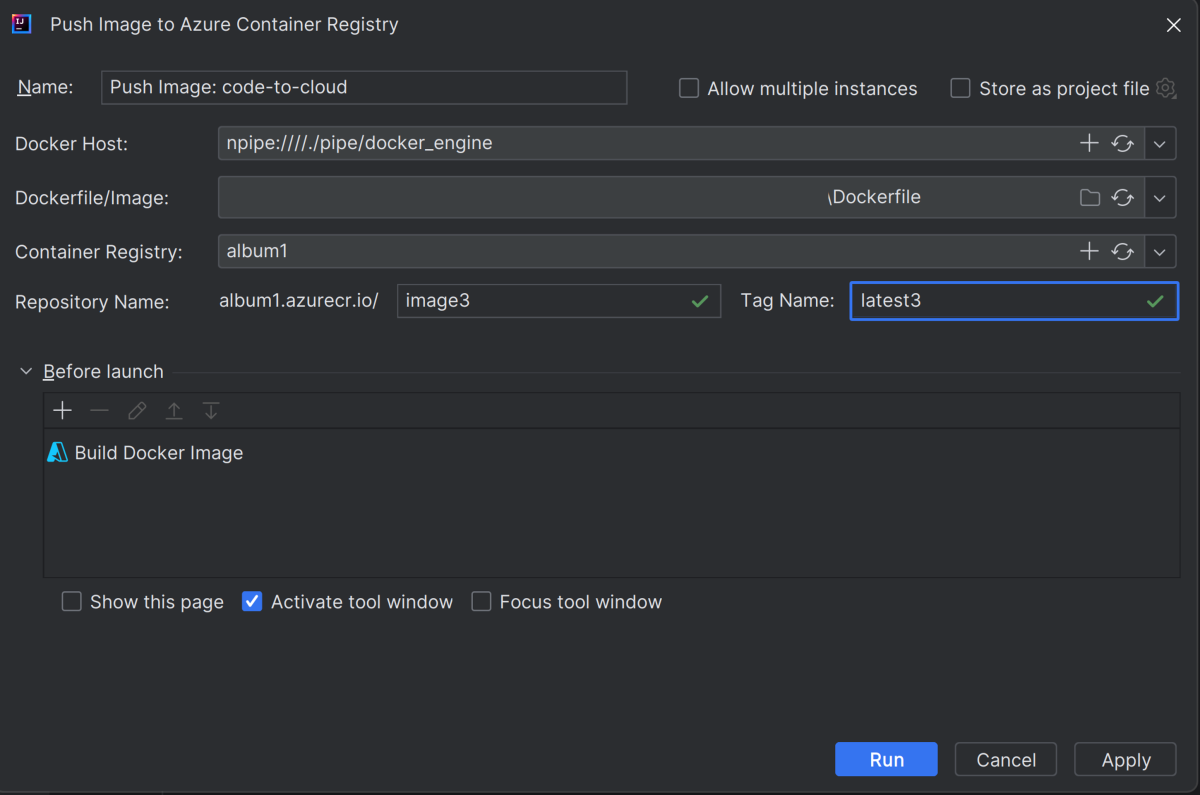 Push Image to Azure Container Registry
Name: Push Image: code-to-cloud Allow multiple instances Store as project file
Docker Host: npipe:////./pipe/docker_engine
Dockerfile/Image: \Dockerfile
Container Registry: album1
Repository Name: album1.azurecr.io/ image3 Tag Name: latest3
Before launch
Build Docker Image
Show this page Activate tool window Focus tool window
Run Cancel Apply